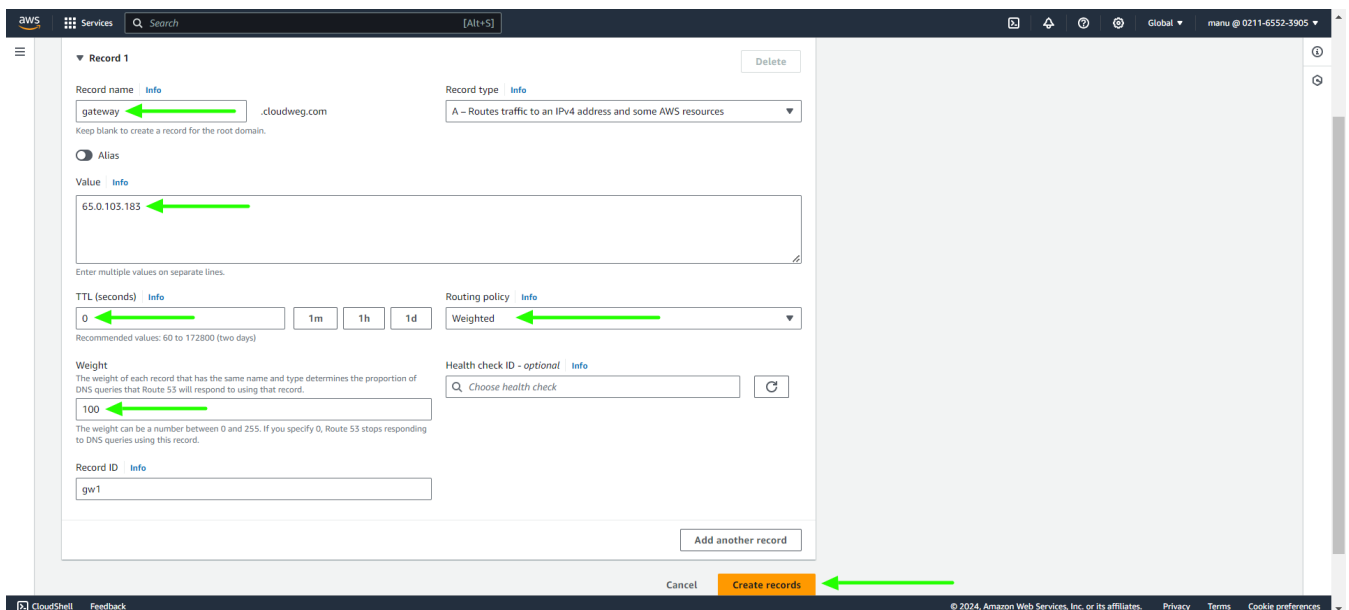 aws
Services
Search
[Alt+S]
Global
manu @ 0211-6552-3905
Record 1
Delete
Record name Info
Record type Info
gateway
.cloudweg.com
A – Routes traffic to an IPv4 address and some AWS resources
Keep blank to create a record for the root domain.
Alias
Value Info
65.0.103.183
Enter multiple values on separate lines.
TTL (seconds) Info
Routing policy Info
0
1m
1h
1d
Weighted
Recommended values: 60 to 172800 (two days)
Weight
The weight of each record that has the same name and type determines the proportion of
DNS queries that Route 53 will respond to using that record.
Health check ID - optional Info
Choose health check
100
The weight can be a number between 0 and 255. If you specify 0, Route 53 stops responding
to DNS queries using this record.
Record ID Info
gw1
Add another record
Cancel
Create records
CloudShell
Feedback
© 2024, Amazon Web Services, Inc. or its affiliates.
Privacy
Terms
Cookie preferences